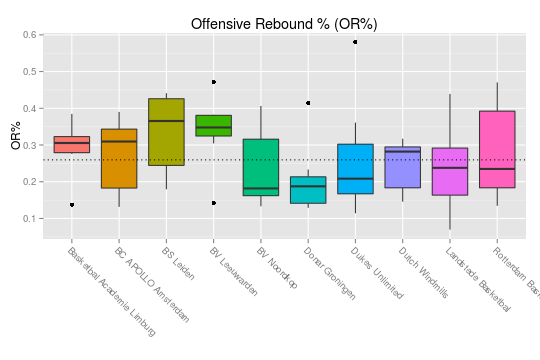 Offensive Rebound % (OR%)
OR%
0.6
0.5
0.4
0.3
0.2
0.1
Basketbal Academie Limburg
BC APOLLO Amsterdam
BS Leiden
BV Leeuwarden
BV Noordkop
Donar Groningen
Dukes Unlimited
Dutch Windmills
Landstede Basketbal
Rotterdam Bas